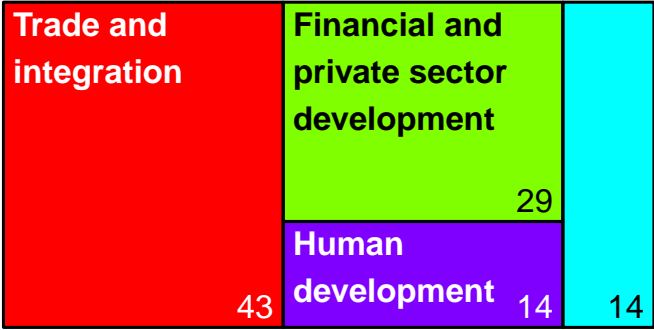 Trade and
integration
43
Financial and
private sector
development
29
Human
development
14
14